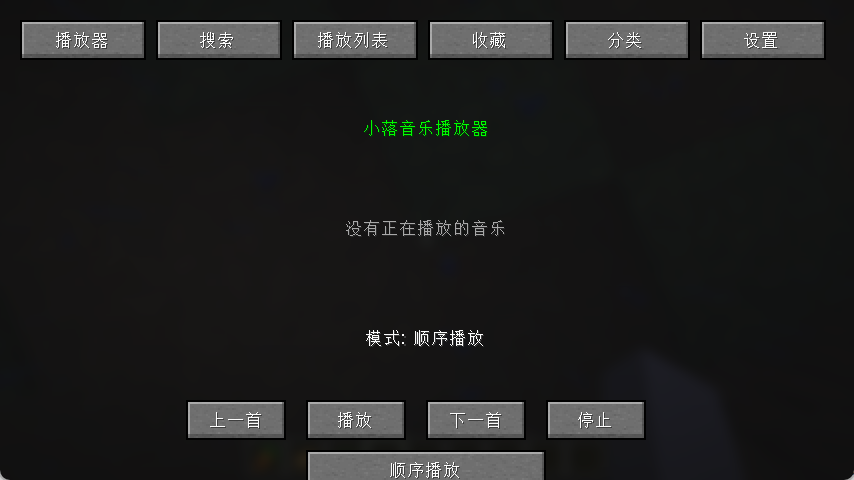 播放器 搜索 播放列表 收藏 分类 设置
小落音乐播放器
没有正在播放的音乐
模式: 顺序播放
上一首 播放 下一首 停止
顺序播放